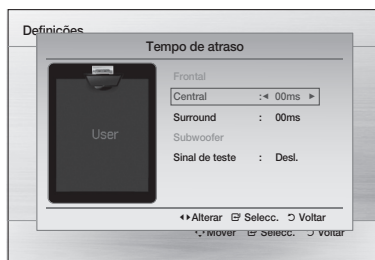 Definições
Tempo de atraso
User
Frontal
Central :◄ 00ms ►
Surround : 00ms
Subwoofer
Sinal de teste : Desl.
Alterar Selecc. Voltar
Mover Selecc. Voltar